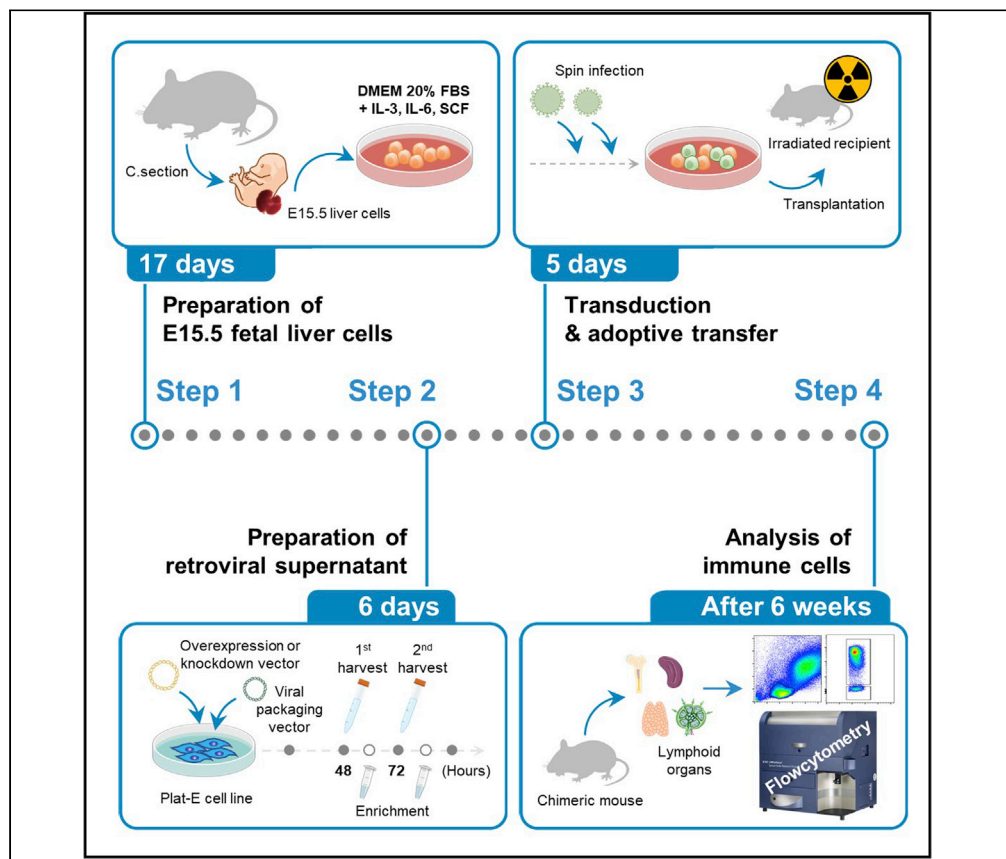 C.section
E15.5 liver cells
DMEM 20% FBS
+ IL-3, IL-6, SCF
17 days
Preparation of
E15.5 fetal liver cells
Spin infection
Irradiated recipient
Transplantation
5 days
Transduction
& adoptive transfer
Step 1
Step 2
Step 3
Step 4
Preparation of
retroviral supernatant
6 days
Overexpression or
knockdown vector
Viral
packaging vector
Plat-E cell line
1st
harvest
2nd
harvest
48
72
(Hours)
Enrichment
Analysis of
immune cells
After 6 weeks
Chimeric mouse
Lymphoid
organs
Flowcytometry